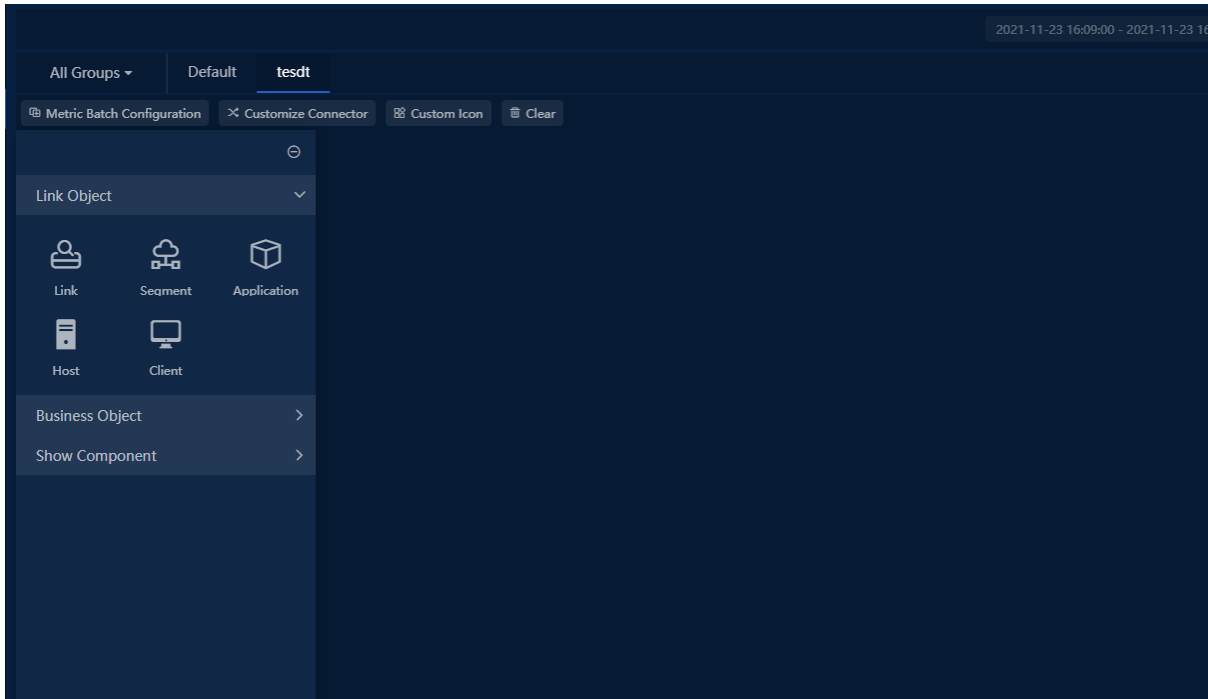 2021-11-23 16:09:00 - 2021-11-23 16
All Groups Default tesdt
Metric Batch Configuration Customize Connector Custom Icon Clear
Link Object
Link Segment Application
Host Client
Business Object
Show Component